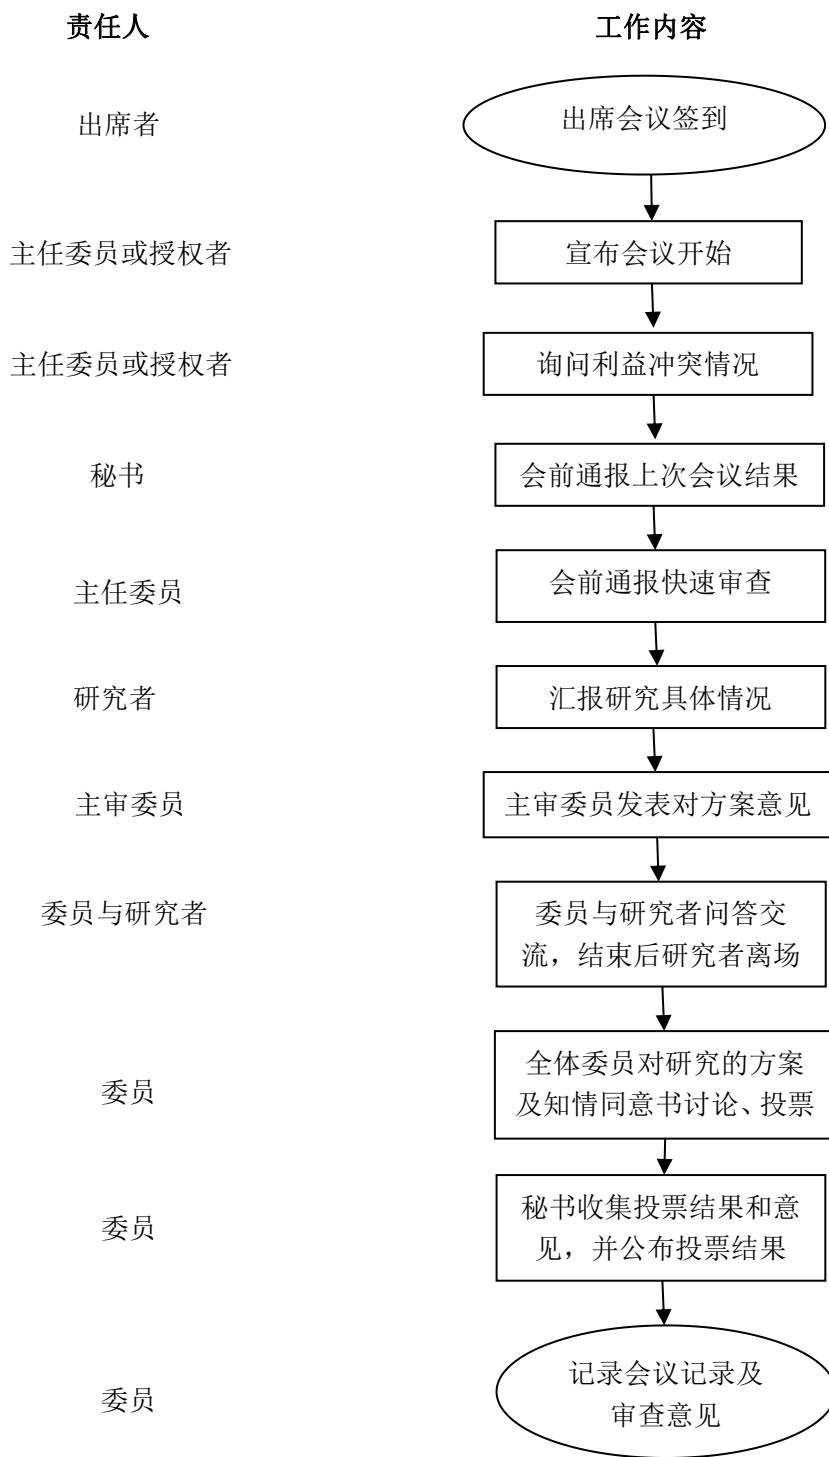 责任人 工作内容
出席者 出席会议签到
主任委员或授权者 宣布会议开始
主任委员或授权者 询问利益冲突情况
秘书 会前通报上次会议结果
主任委员 会前通报快速审查
研究者 汇报研究具体情况
主审委员 主审委员发表对方案意见
委员与研究者 委员与研究者问答交
流，结束后研究者离场
全体委员对研究的方案
委员 及知情同意书讨论、投票
秘书收集投票结果和意
委员 见，并公布投票结果
记录会议记录及
委员 审查意见